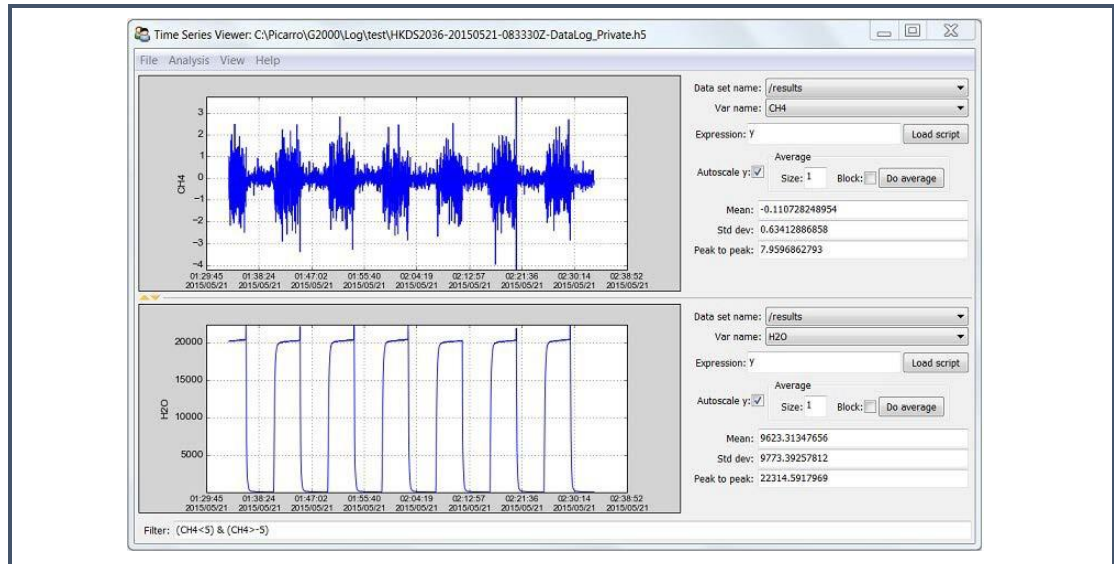 Time Series Viewer: C:\Picarro\G2000\Log\test\HKDS2036-20150521-083330Z-DataLog_Private.h5
File Analysis View Help
3
2
1
0
−1
−2
−3
−4
CH4
01:29:45 01:38:24 01:47:02 01:55:40 02:04:19 02:12:57 02:21:36 02:30:14 02:38:52
2015/05/21 2015/05/21 2015/05/21 2015/05/21 2015/05/21 2015/05/21 2015/05/21 2015/05/21 2015/05/21
Data set name: /results
Var name: CH4
Expression: y Load script
Average
Autoscale y: Size: 1 Block: Do average
Mean: -0.110728248954
Std dev: 0.63412886858
Peak to peak: 7.9596862793
20000
15000
10000
5000
H2O
01:29:45 01:38:24 01:47:02 01:55:40 02:04:19 02:12:57 02:21:36 02:30:14 02:38:52
2015/05/21 2015/05/21 2015/05/21 2015/05/21 2015/05/21 2015/05/21 2015/05/21 2015/05/21 2015/05/21
Data set name: /results
Var name: H2O
Expression: y Load script
Average
Autoscale y: Size: 1 Block: Do average
Mean: 9623.31347656
Std dev: 9773.39257812
Peak to peak: 22314.5917969
Filter: (CH4<5) & (CH4>-5)